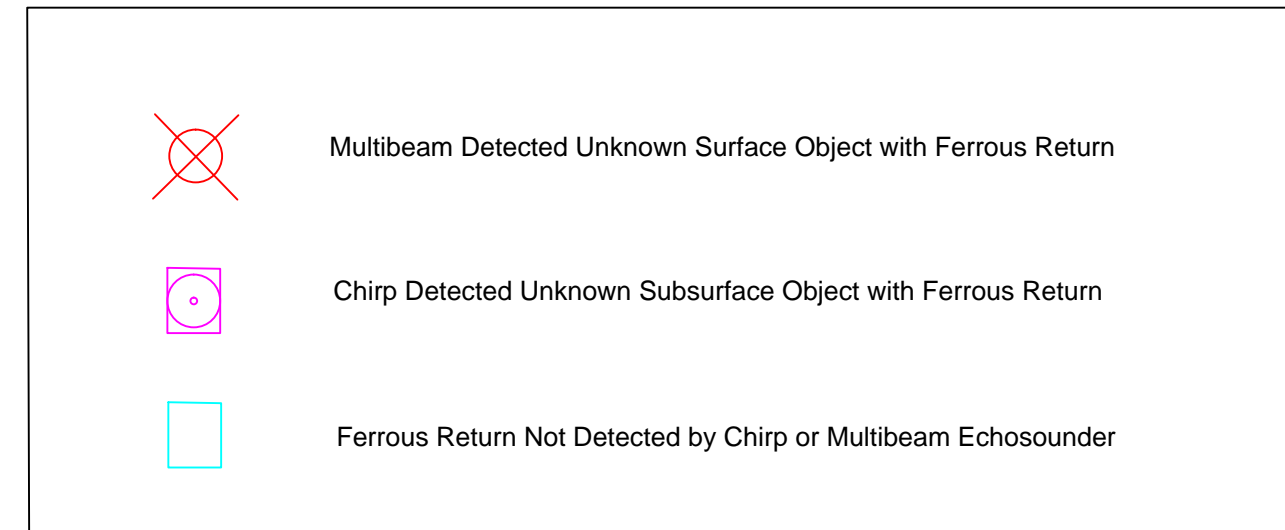 Multibeam Detected Unknown Surface Object with Ferrous Return
Chirp Detected Unknown Subsurface Object with Ferrous Return
Ferrous Return Not Detected by Chirp or Multibeam Echosounder